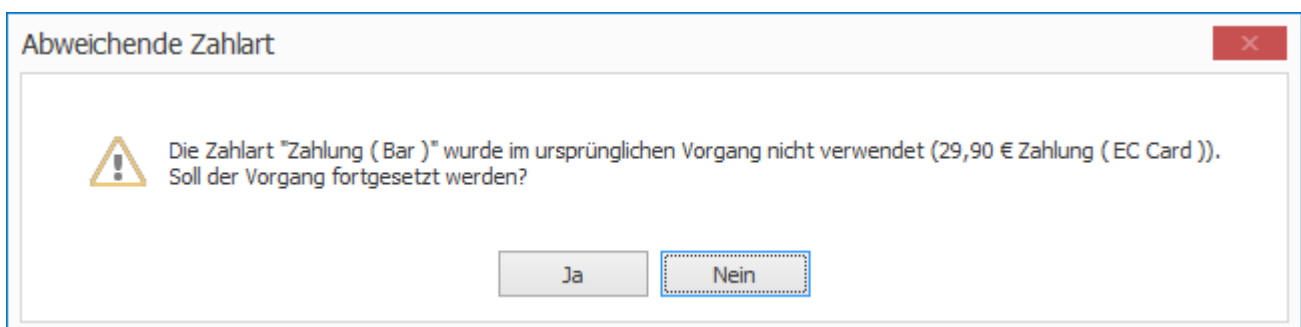 Abweichende Zahlart
Die Zahlart "Zahlung ( Bar )" wurde im ursprünglichen Vorgang nicht verwendet (29,90 € Zahlung ( EC Card )).
Soll der Vorgang fortgesetzt werden?
Ja
Nein